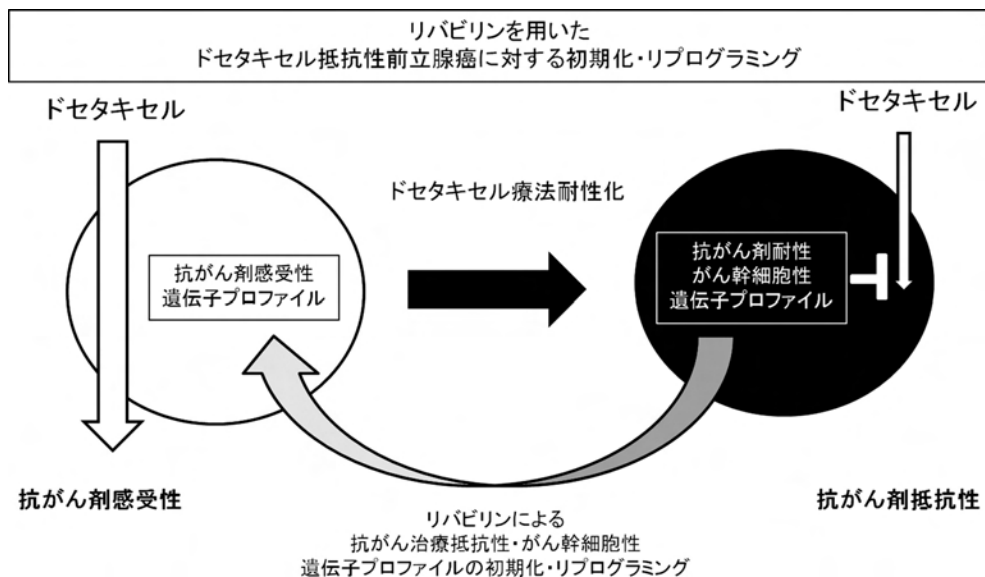 リバビリンを用いた
ドセタキセル抵抗性前立腺癌に対する初期化・リプログラミング
ドセタキセル
ドセタキセル
ドセタキセル療法耐性化
抗がん剤感受性
遺伝子プロファイル
抗がん剤耐性
がん幹細胞性
遺伝子プロファイル
抗がん剤感受性
抗がん剤抵抗性
リバビリンによる
抗がん治療抵抗性・がん幹細胞性
遺伝子プロファイルの初期化・リプログラミング